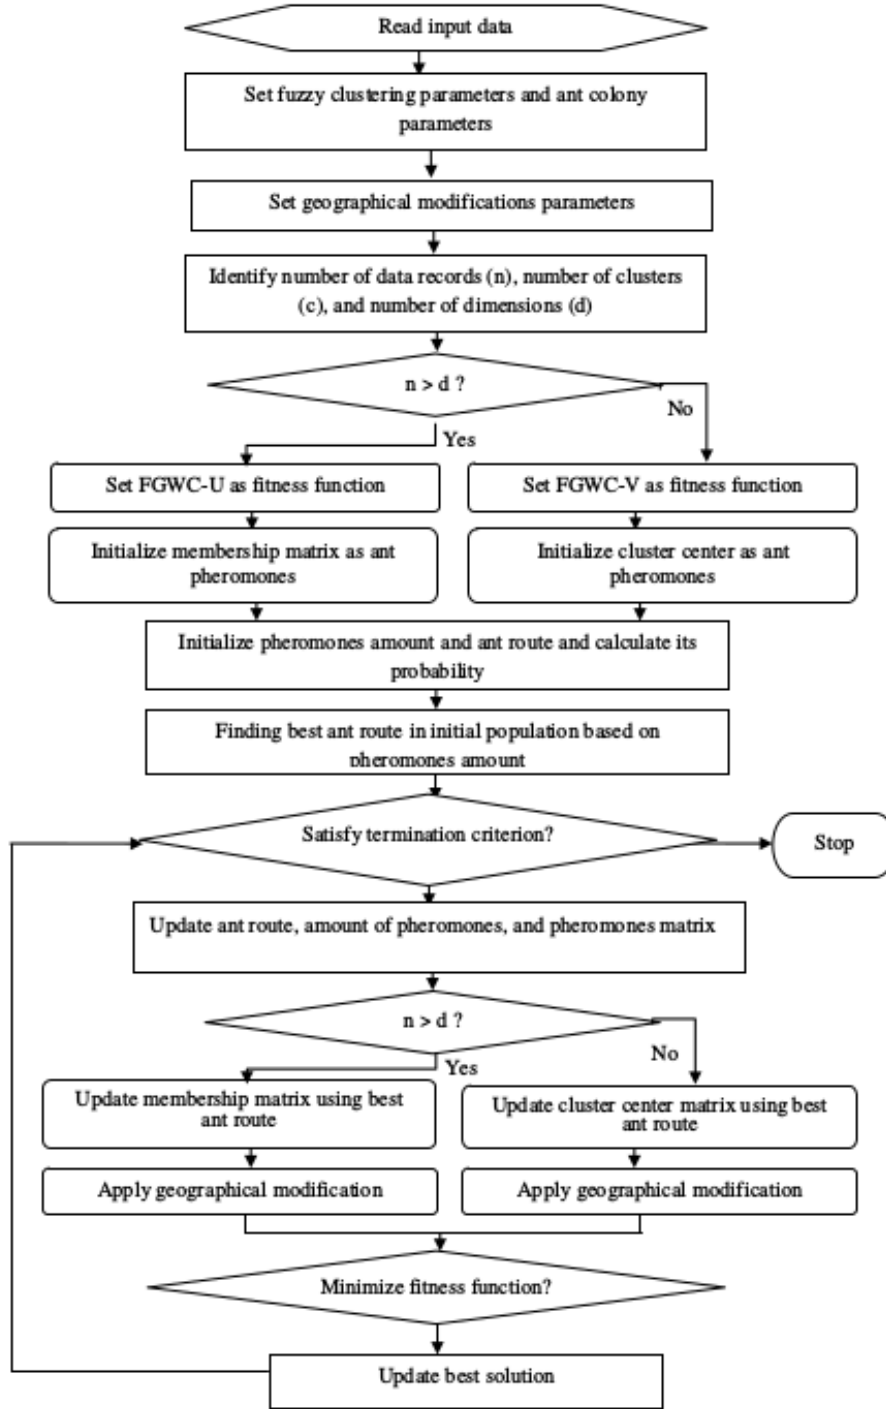 Read input data
Set fuzzy clustering parameters and ant colony
parameters
Set geographical modifications parameters
Identify number of data records (n), number of clusters
(c), and number of dimensions (d)
n > d ?
No
Yes
Set FGWC-U as fitness function
Set FGWC-V as fitness function
Initialize membership matrix as ant
pheromones
Initialize cluster center as ant
pheromones
Initialize pheromones amount and ant route and calculate its
probability
Finding best ant route in initial population based on
pheromones amount
Satisfy termination criterion?
Stop
Update ant route, amount of pheromones, and pheromones matrix
n > d ?
No
Yes
Update membership matrix using best
ant route
Update cluster center matrix using best
ant route
Apply geographical modification
Apply geographical modification
Minimize fitness function?
Update best solution